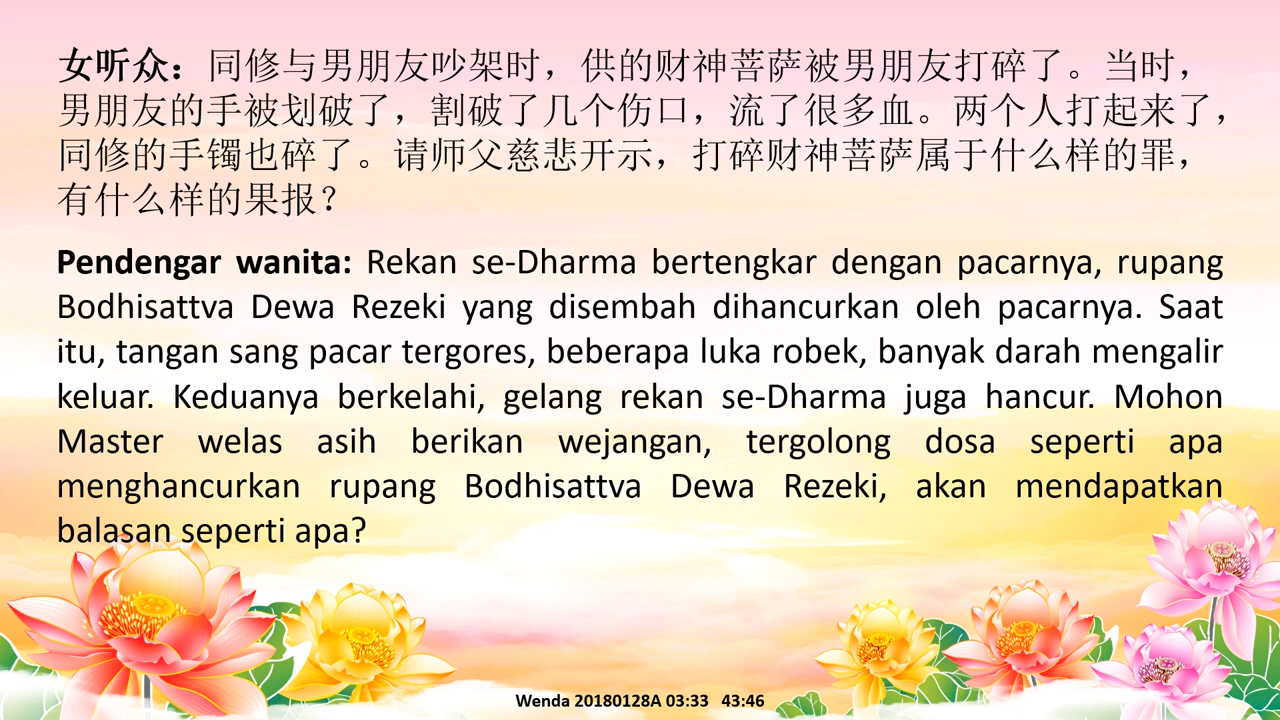 女听众：同修与男朋友吵架时，供的财神菩萨被男朋友打碎了。当时，
男朋友的手被划破了，割破了几个伤口，流了很多血。两个人打起来了，
同修的手镯也碎了。请师父慈悲开示，打碎财神菩萨属于什么样的罪，
有什么样的果报？
Pendengar wanita: Rekan se-Dharma bertengkar dengan pacarnya, rupang
Bodhisattva Dewa Rezeki yang disembah dihancurkan oleh pacarnya. Saat
itu, tangan sang pacar tergores, beberapa luka robek, banyak darah mengalir
keluar. Keduanya berkelahi, gelang rekan se-Dharma juga hancur. Mohon
Master welas asih berikan wejangan, tergolong dosa seperti apa
menghancurkan rupang Bodhisattva Dewa Rezeki, akan mendapatkan
balasan seperti apa?
Wenda 20180128A 03:33 43:46